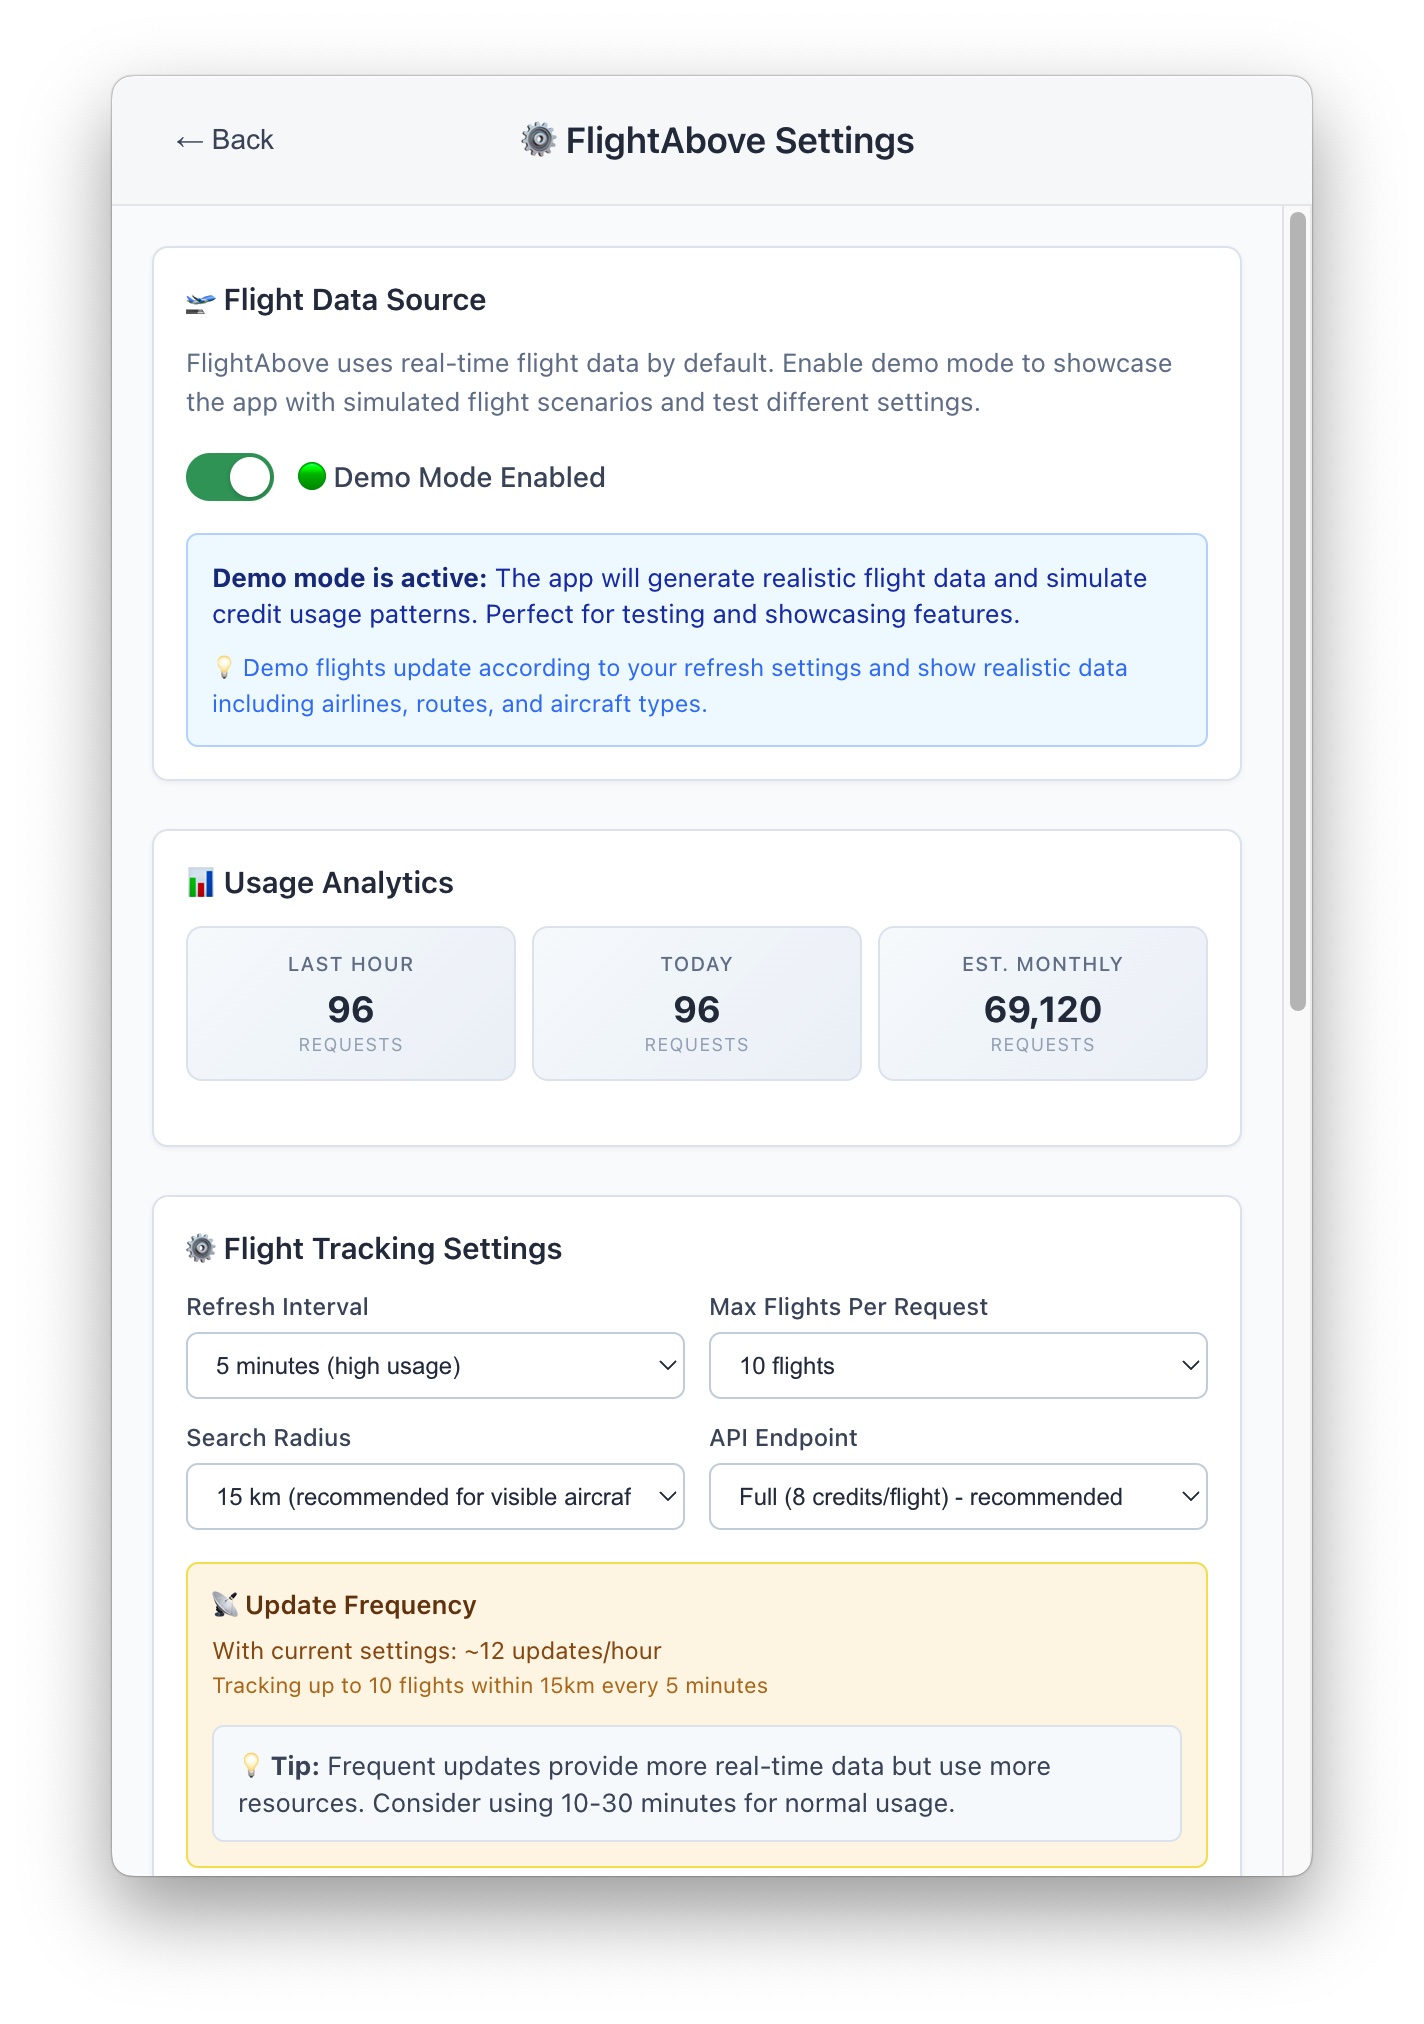 ← Back
⚙️ FlightAbove Settings
🛫 Flight Data Source
FlightAbove uses real-time flight data by default. Enable demo mode to showcase
the app with simulated flight scenarios and test different settings.
🟢 Demo Mode Enabled
Demo mode is active: The app will generate realistic flight data and simulate
credit usage patterns. Perfect for testing and showcasing features.
💡 Demo flights update according to your refresh settings and show realistic data
including airlines, routes, and aircraft types.
📊 Usage Analytics
LAST HOUR
96
REQUESTS
TODAY
96
REQUESTS
EST. MONTHLY
69,120
REQUESTS
⚙️ Flight Tracking Settings
Refresh Interval
5 minutes (high usage)
Max Flights Per Request
10 flights
Search Radius
15 km (recommended for visible aircraf
API Endpoint
Full (8 credits/flight) - recommended
📡 Update Frequency
With current settings: ~12 updates/hour
Tracking up to 10 flights within 15km every 5 minutes
💡 Tip: Frequent updates provide more real-time data but use more
resources. Consider using 10-30 minutes for normal usage.